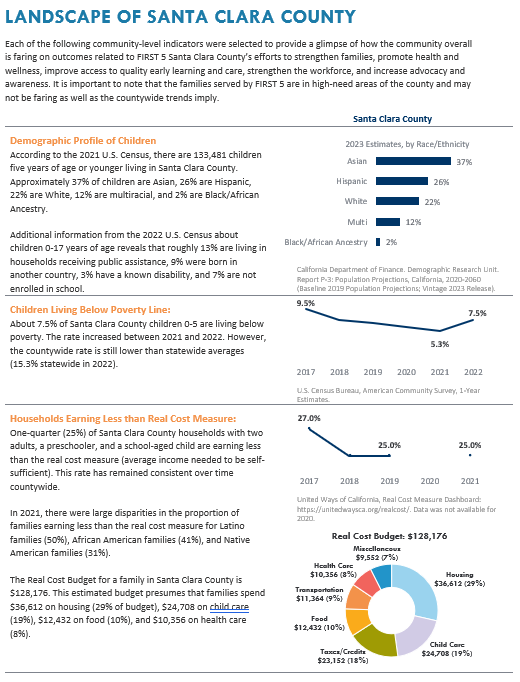 LANDSCAPE OF SANTA CLARA COUNTY
Each of the following community-level indicators were selected to provide a glimpse of how the community overall
is faring on outcomes related to FIRST 5 Santa Clara County's efforts to strengthen families, promote health and
wellness, improve access to quality early learning and care, strengthen the workforce, and increase advocacy and
awareness. It is important to note that the families served by FIRST 5 are in high-need areas of the county and may
not be faring as well as the countywide trends imply.
Santa Clara County
Demographic Profile of Children
According to the 2021 U.S. Census, there are 133,481 children
five years of age or younger living in Santa Clara County.
Approximately 37% of children are Asian, 26% are Hispanic,
22% are White, 12% are multiracial, and 2% are Black/African
Ancestry.
Additional information from the 2022 U.S. Census about
children 0-17 years of age reveals that roughly 13% are living in
households receiving public assistance, 9% were born in
another country, 3% have a known disability, and 7% are not
enrolled in school.
2023 Estimates, by Race/Ethnicity
Asian 37%
Hispanic 26%
White 22%
Multi 12%
Black/African Ancestry 2%
California Department of Finance. Demographic Research Unit.
Report P-3: Population Projections, California, 2020-2060
(Baseline 2019 Population Projections; Vintage 2023 Release).
Children Living Below Poverty Line:
About 7.5% of Santa Clara County children 0-5 are living below
poverty. The rate increased between 2021 and 2022. However,
the countywide rate is still lower than statewide averages
(15.3% statewide in 2022).
9.5%
7.5%
5.3%
2017 2018 2019 2020 2021 2022
U.S. Census Bureau, American Community Survey, 1-Year
Estimates.
Households Earning Less than Real Cost Measure:
One-quarter (25%) of Santa Clara County households with two
adults, a preschooler, and a school-aged child are earning less
than the real cost measure (average income needed to be self-
sufficient). This rate has remained consistent over time
countywide.
In 2021, there were large disparities in the proportion of
families earning less than the real cost measure for Latino
families (50%), African American families (41%), and Native
American families (31%).
The Real Cost Budget for a family in Santa Clara County is
$128,176. This estimated budget presumes that families spend
$36,612 on housing (29% of budget), $24,708 on child care
(19%), $12,432 on food (10%), and $10,356 on health care
(8%).
27.0%
25.0%
25.0%
2017 2018 2019 2020 2021
United Ways of California, Real Cost Measure Dashboard:
https://unitedwaysca.org/realcost/. Data was not available for
2020.
Real Cost Budget: $128,176
Miscellaneous
$9,552 (7%)
Health Care
$10,356 (8%)
Transportation
$11,364 (9%)
Food
$12,432 (10%)
Taxes/Credits
$23,152 (18%)
Housing
$36,612 (29%)
Child Care
$24,708 (19%)